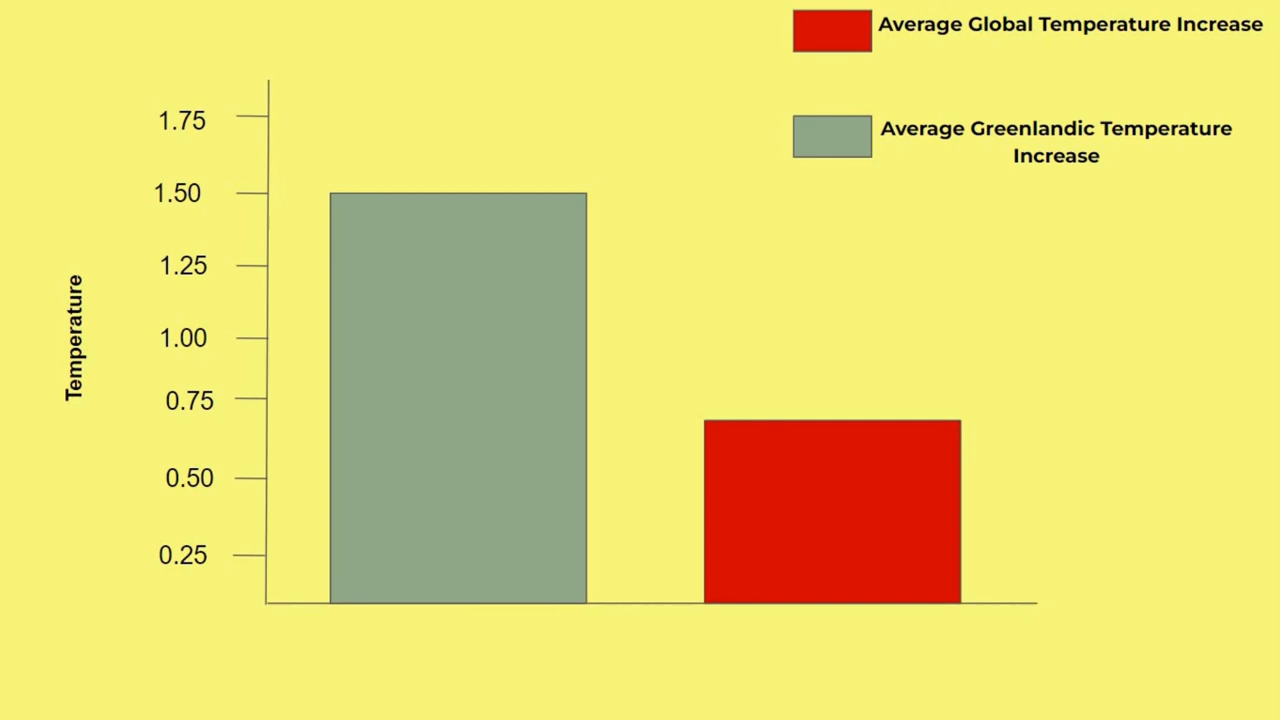 Average Global Temperature Increase
Average Greenlandic Temperature
Increase
1.75
1.50
1.25
1.00
0.75
0.50
0.25
Temperature